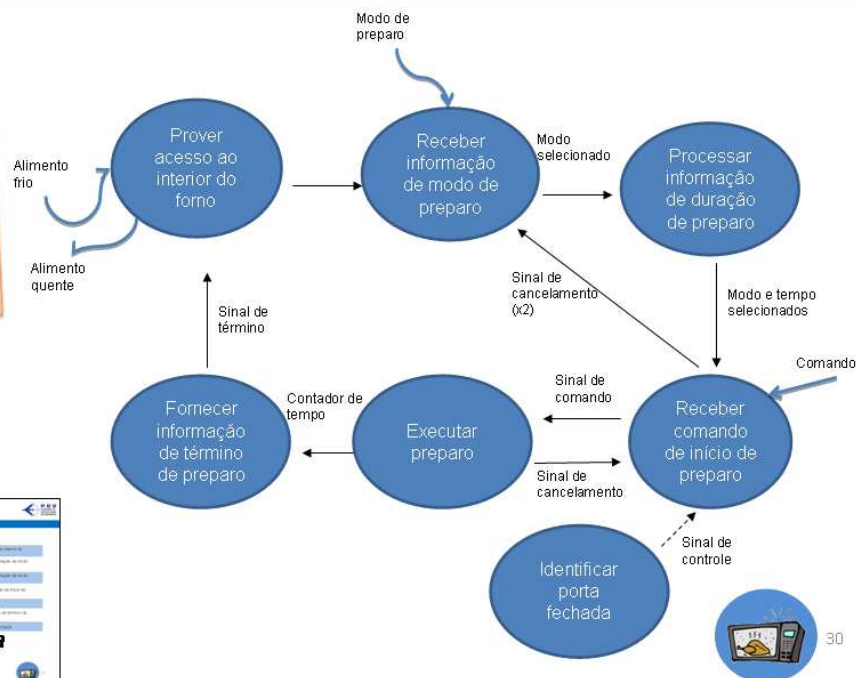 Modo de
preparo
Prover
acesso ao
interior do
forno
Alimento
frio
Alimento
quente
Receber
informação
de modo de
preparo
Modo
selecionado
Processar
informação
de duração
de preparo
Sinal de
cancelamento
(x2)
Modo e tempo
selecionados
Sinal de
término
Comando
Fornecer
informação
de término
de preparo
Contador de
tempo
Executar
preparo
Sinal de
comando
Sinal de
cancelamento
Receber
comando
de início de
preparo
Sinal de
controle
Identificar
porta
fechada
30